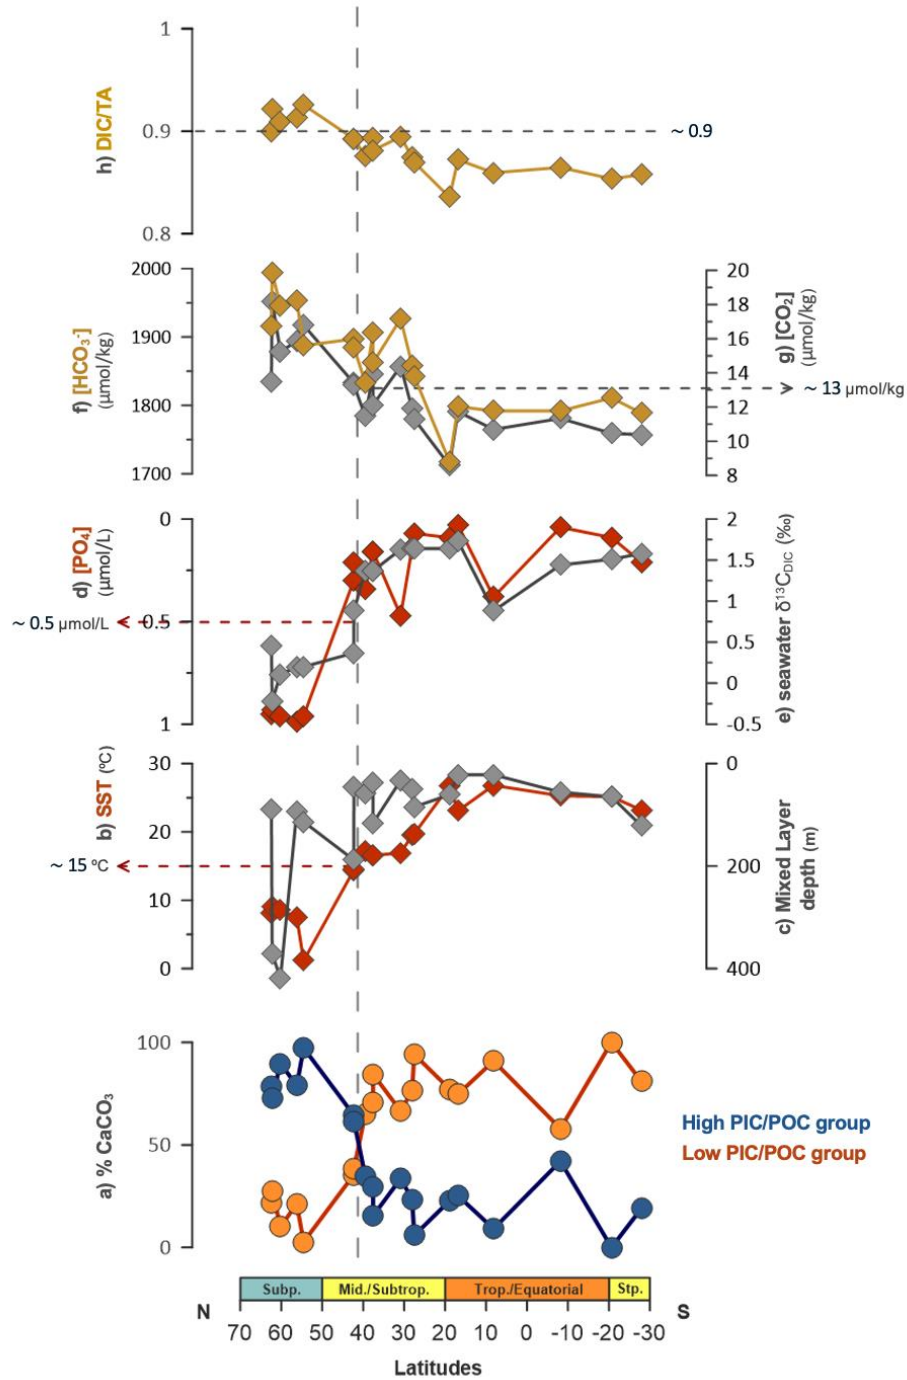 1
h) DIC/TA
0.9
~ 0.9
0.8
2000
1900
1800
1700
f) [HCO₃⁻]
(μmol/kg)
20
18
16
14
12
10
8
g) [CO₂]
(μmol/kg)
< ~ 13 μmol/kg
0
0.5
1
d) [PO₄]
(μmol/L)
~ 0.5 μmol/L
2
1.5
1
0.5
0
-0.5
e) seawater δ¹³C_DIC (‰)
30
20
10
0
b) SST (ºC)
~ 15 ºC
0
200
400
c) Mixed Layer
depth (m)
100
50
0
a) % CaCO₃
High PIC/POC group
Low PIC/POC group
Subp. Mid./Subtrop. Trop./Equatorial Stp.
N S
70 60 50 40 30 20 10 0 -10 -20 -30
Latitudes